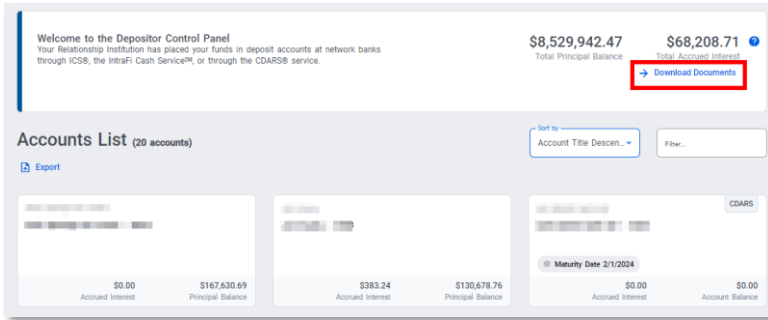 Welcome to the Depositor Control Panel
Your Relationship Institution has placed your funds in deposit accounts at network banks
through ICS®, the IntraFi Cash Service℠, or through the CDARS® service.
$8,529,942.47
Total Principal Balance
$68,208.71
Total Accrued Interest
→ Download Documents
Accounts List (20 accounts)
Sort by
Account Title Descen...
Filter...
Export
CDARS
Maturity Date 2/1/2024
$0.00
Accrued Interest
$167,630.69
Principal Balance
$383.24
Accrued Interest
$130,678.76
Principal Balance
$0.00
Accrued Interest
$0.00
Account Balance